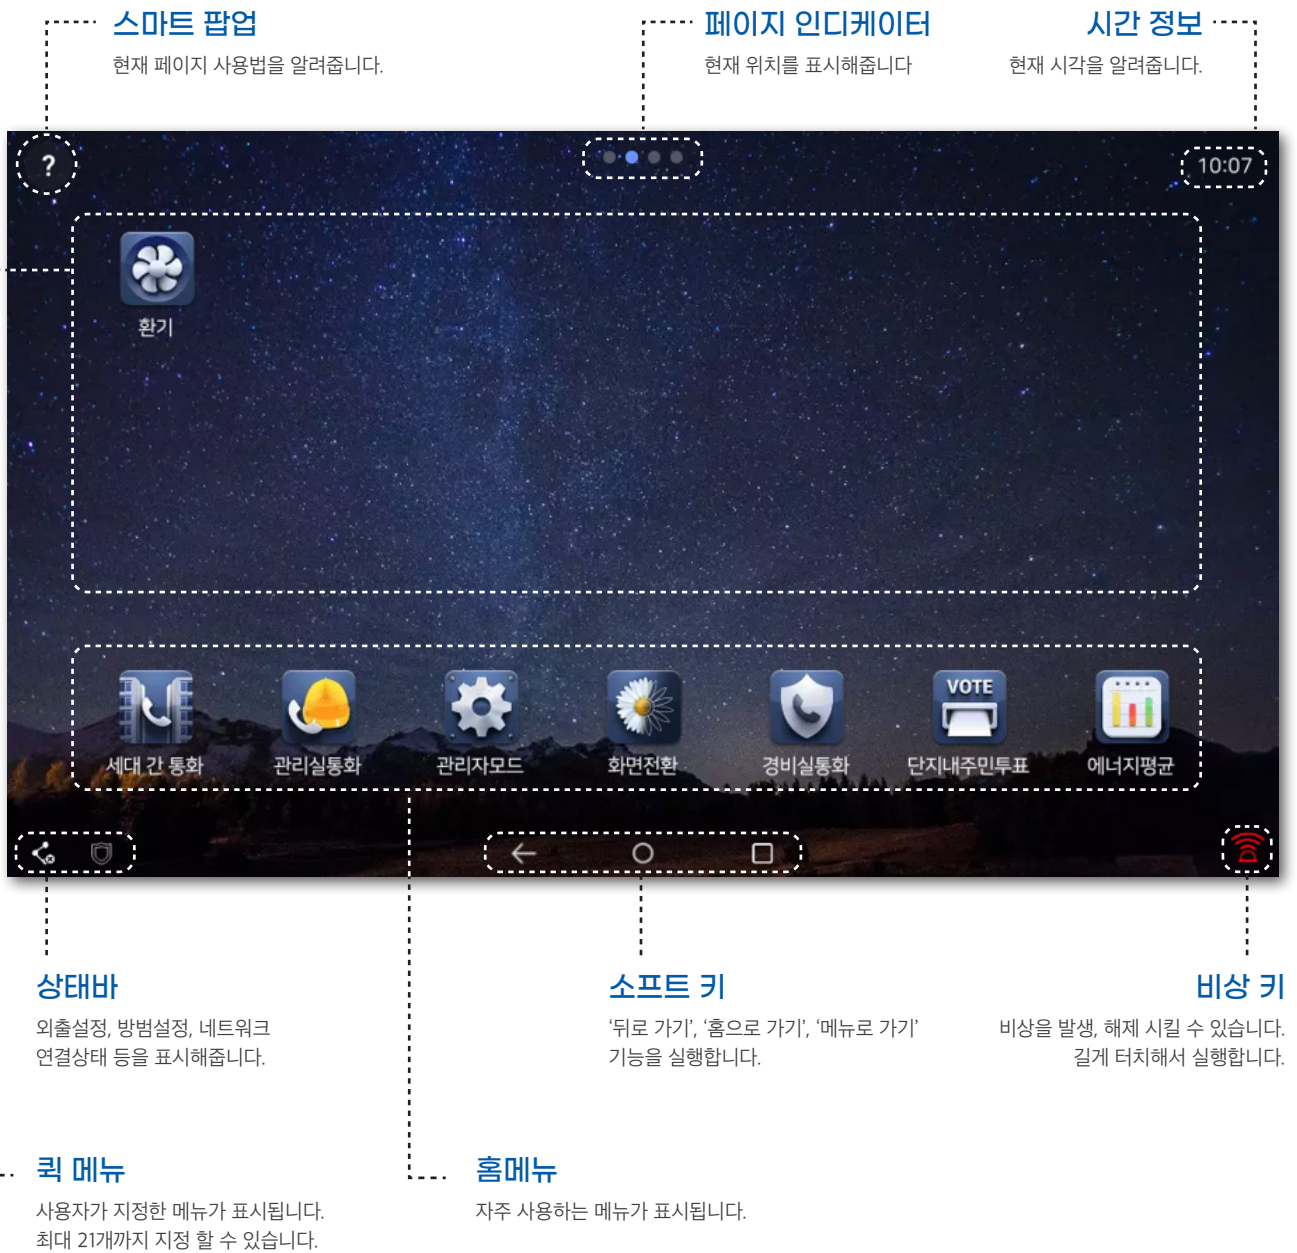 스마트 팝업
현재 페이지 사용법을 알려줍니다.
페이지 인디케이터
현재 위치를 표시해줍니다
시간 정보
현재 시각을 알려줍니다.
?
10:07
환기
VOTE
세대 간 통화
관리실통화
관리자모드
화면전환
경비실통화
단지내주민투표
에너지평균
상태바
외출설정, 방범설정, 네트워크
연결상태 등을 표시해줍니다.
소프트 키
‘뒤로 가기’, ‘홈으로 가기’, ‘메뉴로 가기’
기능을 실행합니다.
비상 키
비상을 발생, 해제 시킬 수 있습니다.
길게 터치해서 실행합니다.
퀵 메뉴
사용자가 지정한 메뉴가 표시됩니다.
최대 21개까지 지정 할 수 있습니다.
홈메뉴
자주 사용하는 메뉴가 표시됩니다.